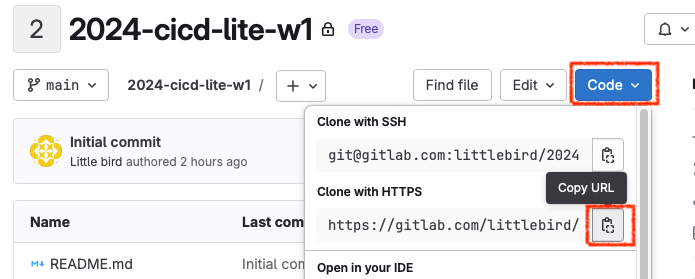 2 2024-cicd-lite-w1 Free
main 2024-cicd-lite-w1 / + Find file Edit Code
Clone with SSH
Initial commit
Little bird authored 2 hours ago
git@gitlab.com:littlebird/2024
Copy URL
Clone with HTTPS
https://gitlab.com/littlebird/
Name Last com
README.md Initial com
Open in your IDE